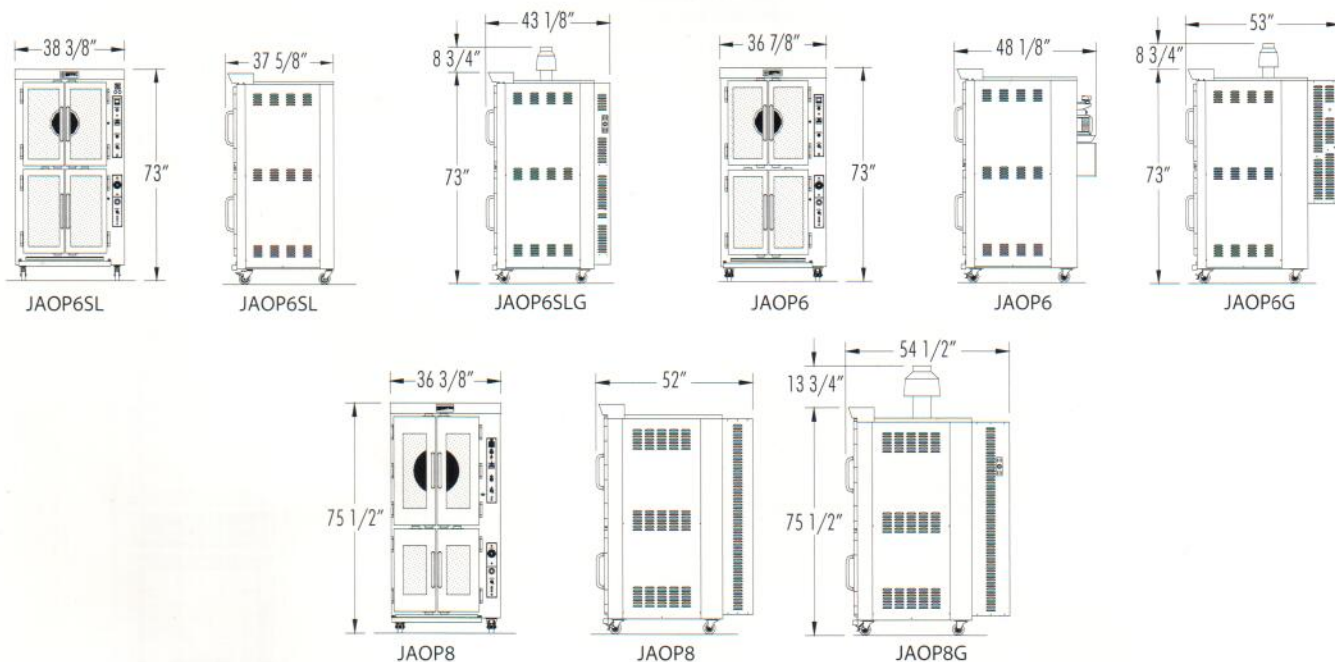 38 3/8”
37 5/8”
43 1/8”
8 3/4”
36 7/8”
48 1/8”
53”
8 3/4”
73”
73”
73”
73”
JAOP6SL
JAOP6SL
JAOP6SLG
JAOP6
JAOP6
JAOP6G
36 3/8”
52”
54 1/2”
13 3/4”
75 1/2”
75 1/2”
JAOP8
JAOP8
JAOP8G